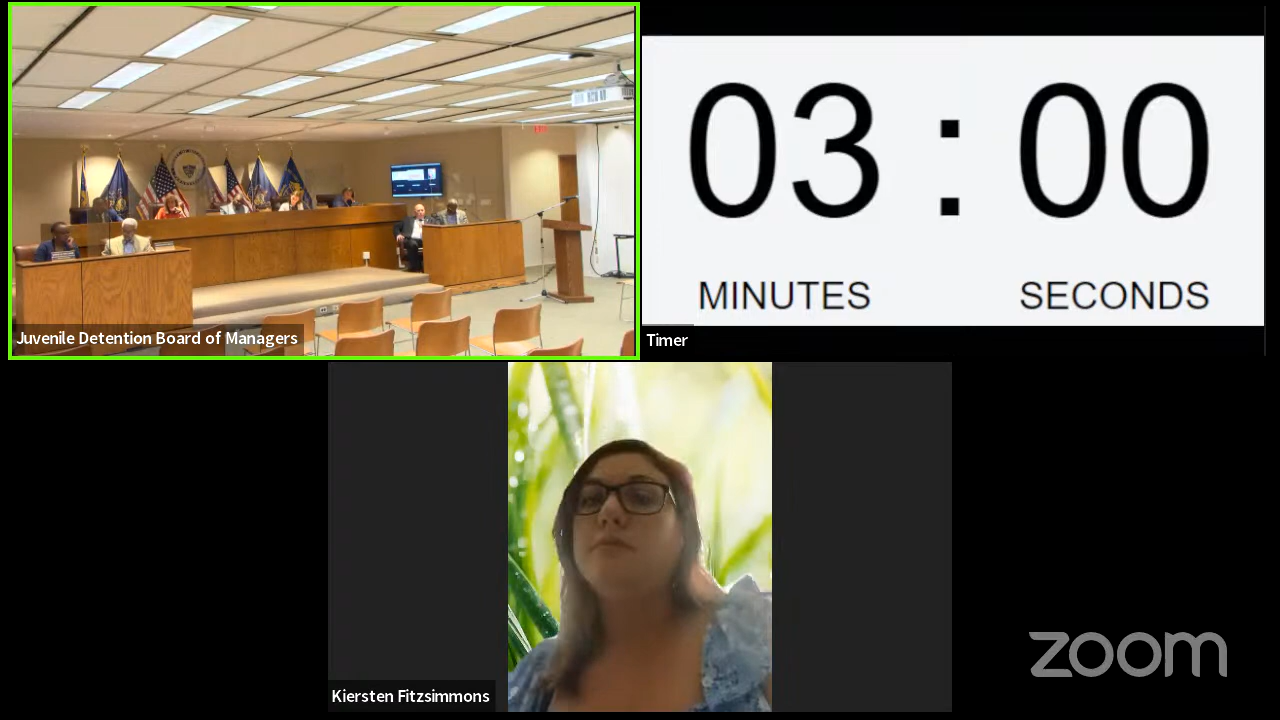 Juvenile Detention Board of Managers
03 : 00
MINUTES SECONDS
Timer
Kiersten Fitzsimmons
zoom